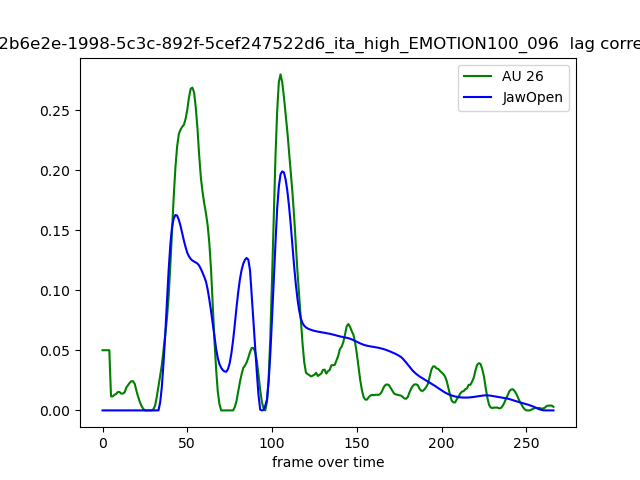 2b6e2e-1998-5c3c-892f-5cef247522d6_ita_high_EMOTION100_096  lag corre
AU 26
JawOpen
0.25
0.20
0.15
0.10
0.05
0.00
0 50 100 150 200 250
frame over time